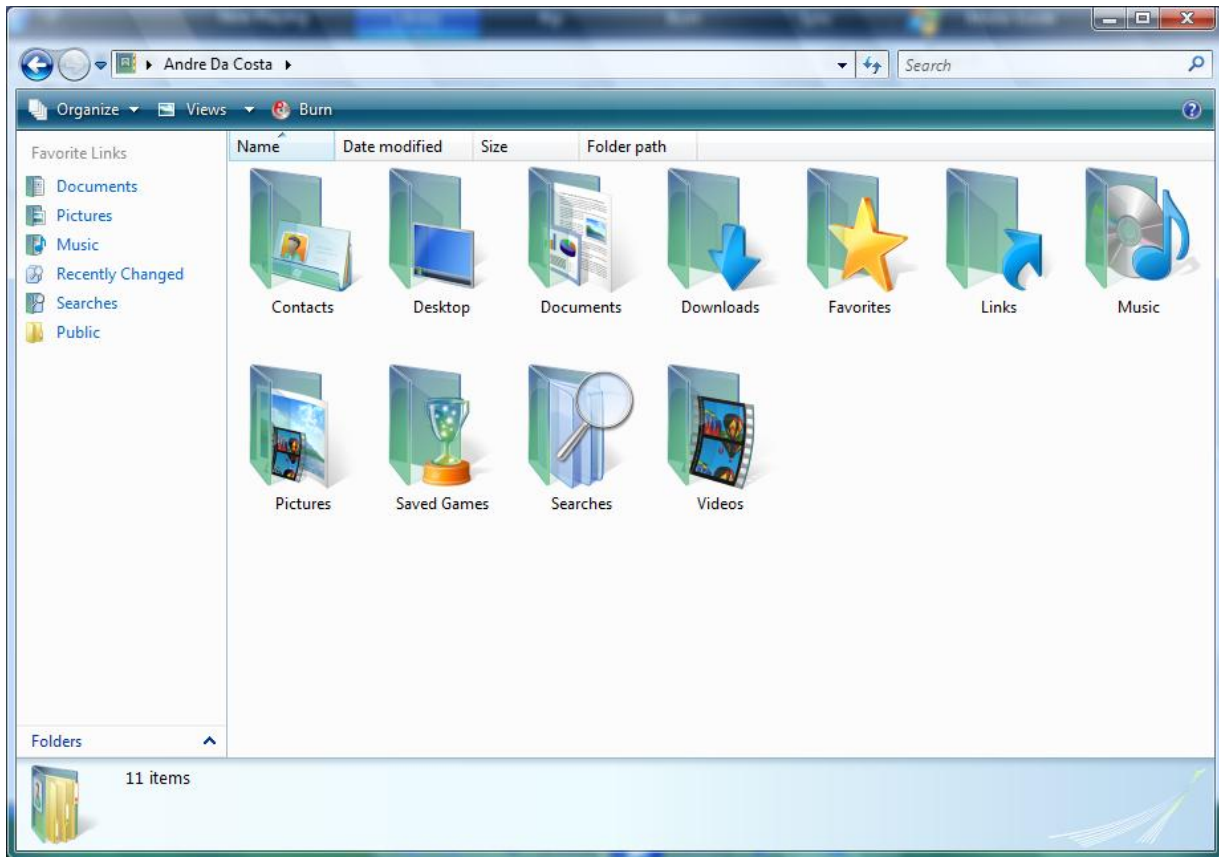 Andre Da Costa
Search
Organize Views Burn
Favorite Links
Documents
Pictures
Music
Recently Changed
Searches
Public
Folders
Name Date modified Size Folder path
Contacts Desktop Documents Downloads Favorites Links Music
Pictures Saved Games Searches Videos
11 items